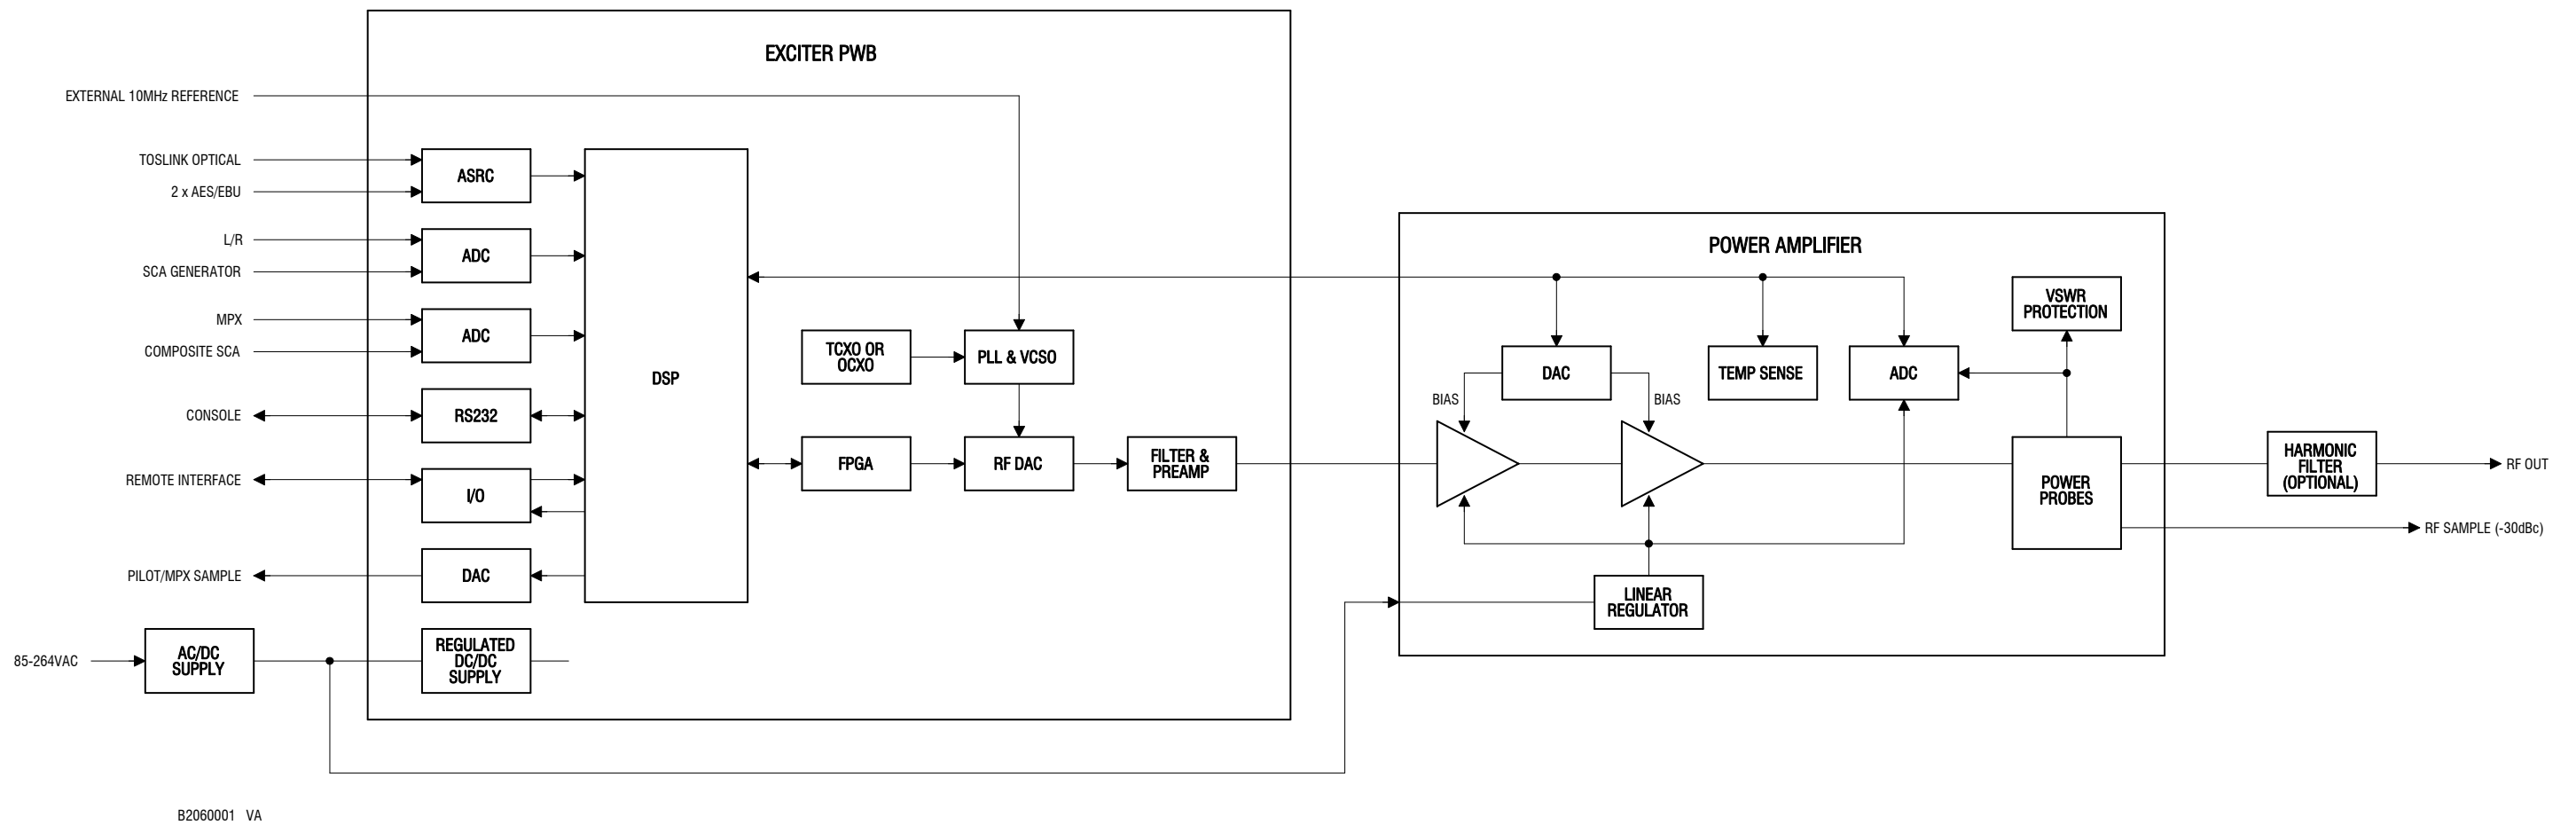 EXCITER PWB
EXTERNAL 10MHz REFERENCE
TOSLINK OPTICAL
2 x AES/EBU
ASRC
L/R
SCA GENERATOR
ADC
MPX
COMPOSITE SCA
ADC
CONSOLE
RS232
REMOTE INTERFACE
I/O
PILOT/MPX SAMPLE
DAC
85-264VAC
AC/DC
SUPPLY
REGULATED
DC/DC
SUPPLY
DSP
TCXO OR
OCXO
PLL & VCSO
FPGA
RF DAC
FILTER &
PREAMP
POWER AMPLIFIER
VSWR
PROTECTION
DAC
TEMP SENSE
ADC
BIAS
BIAS
POWER
PROBES
LINEAR
REGULATOR
HARMONIC
FILTER
(OPTIONAL)
RF OUT
RF SAMPLE (-30dBc)
B2060001 VA